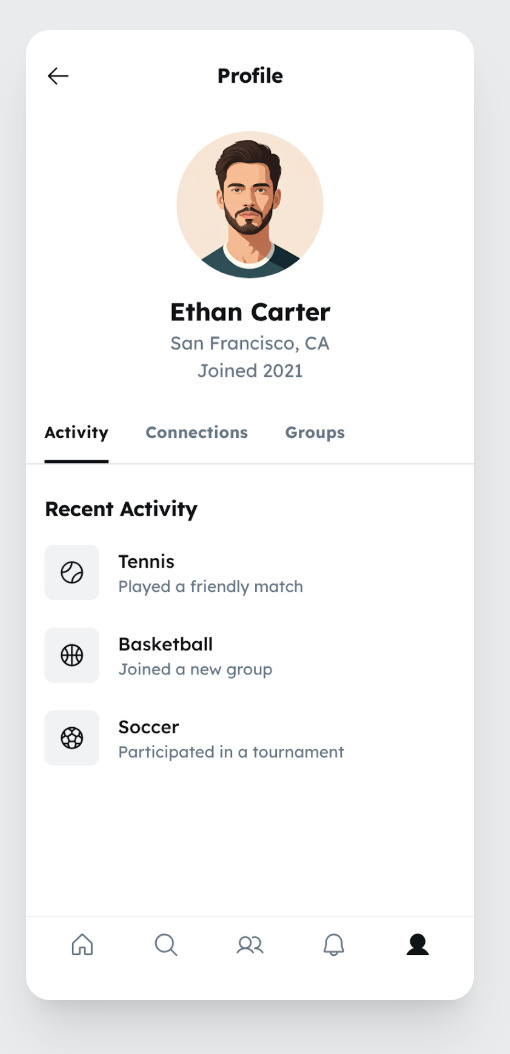 Profile
Ethan Carter
San Francisco, CA
Joined 2021
Activity
Connections
Groups
Recent Activity
Tennis
Played a friendly match
Basketball
Joined a new group
Soccer
Participated in a tournament